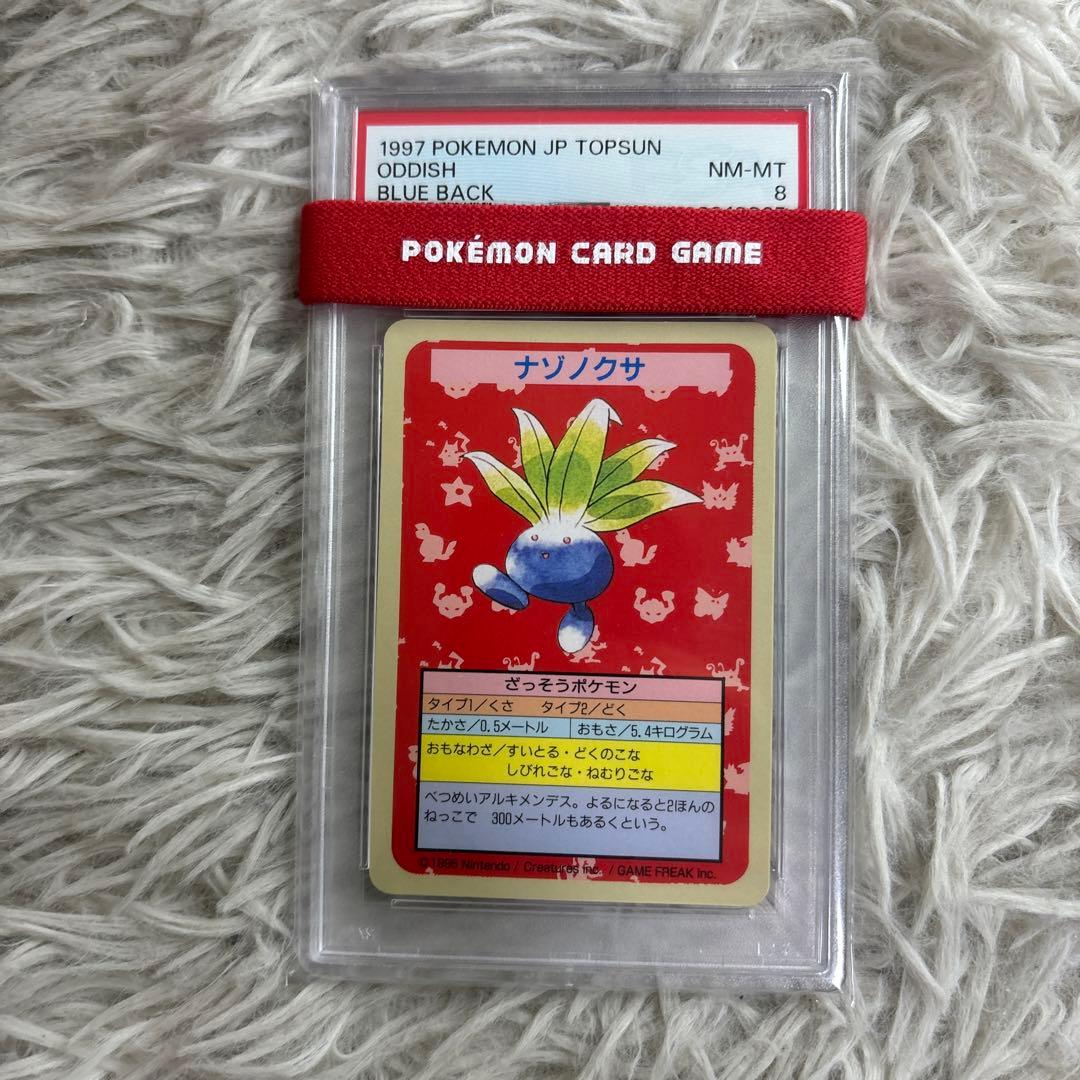 1997 POKEMON JP TOPSUN
ODDISH NM-MT
BLUE BACK 8
POKÉMON CARD GAME
ナゾノクサ
ざっそうポケモン
タイプ1/くさ タイプ2/どく
たかさ/0.5メートル おもさ/5.4キログラム
おもなわざ/すいとる・どくのこな
しびれごな・ねむりごな
べつめいアルキメンデス。よるになると2ほんの
ねっこで 300メートルもあるくという。
©1995 Nintendo / Creatures inc. / GAME FREAK inc.